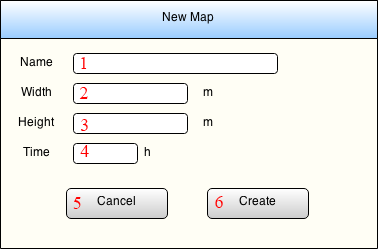 New Map
Name 1
Width 2 m
Height 3 m
Time 4 h
5 Cancel 6 Create